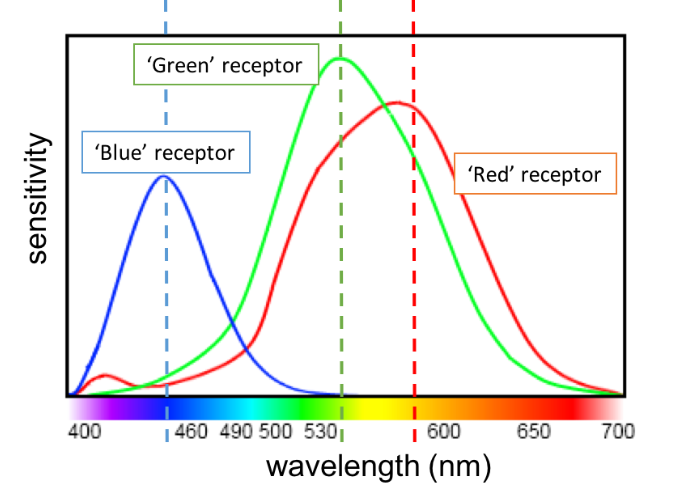 ‘Green’ receptor
‘Blue’ receptor
‘Red’ receptor
sensitivity
400 460 490 500 530 600 650 700
wavelength (nm)